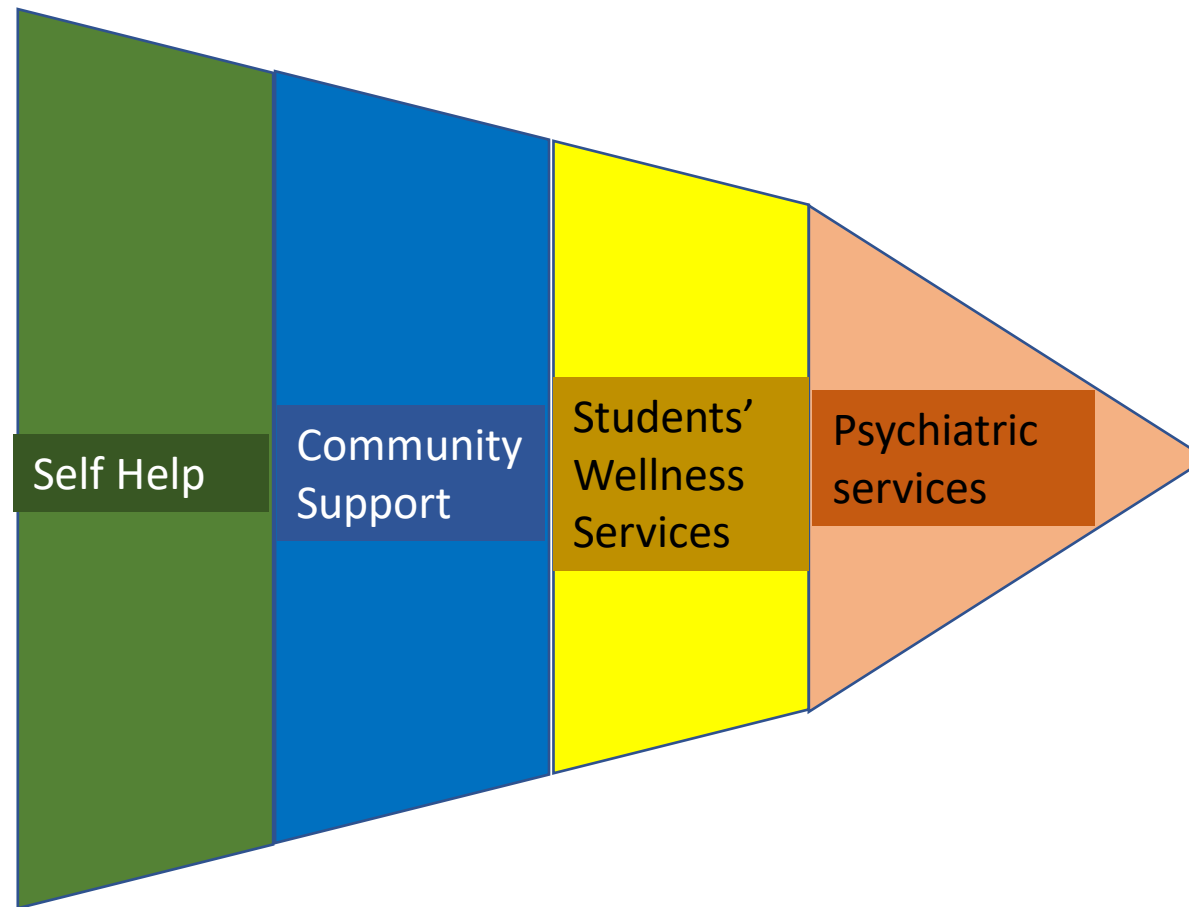 Self Help
Community
Support
Students’
Wellness
Services
Psychiatric
services